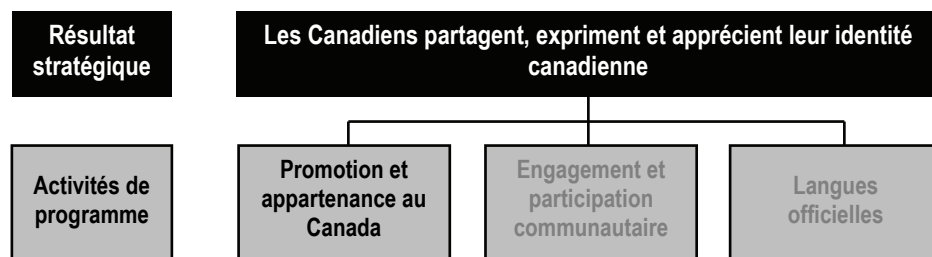 Résultat
stratégique
Les Canadiens partagent, expriment et apprécient leur identité
canadienne
Activités de
programme
Promotion et
appartenance au
Canada
Engagement et
participation
communautaire
Langues
officielles